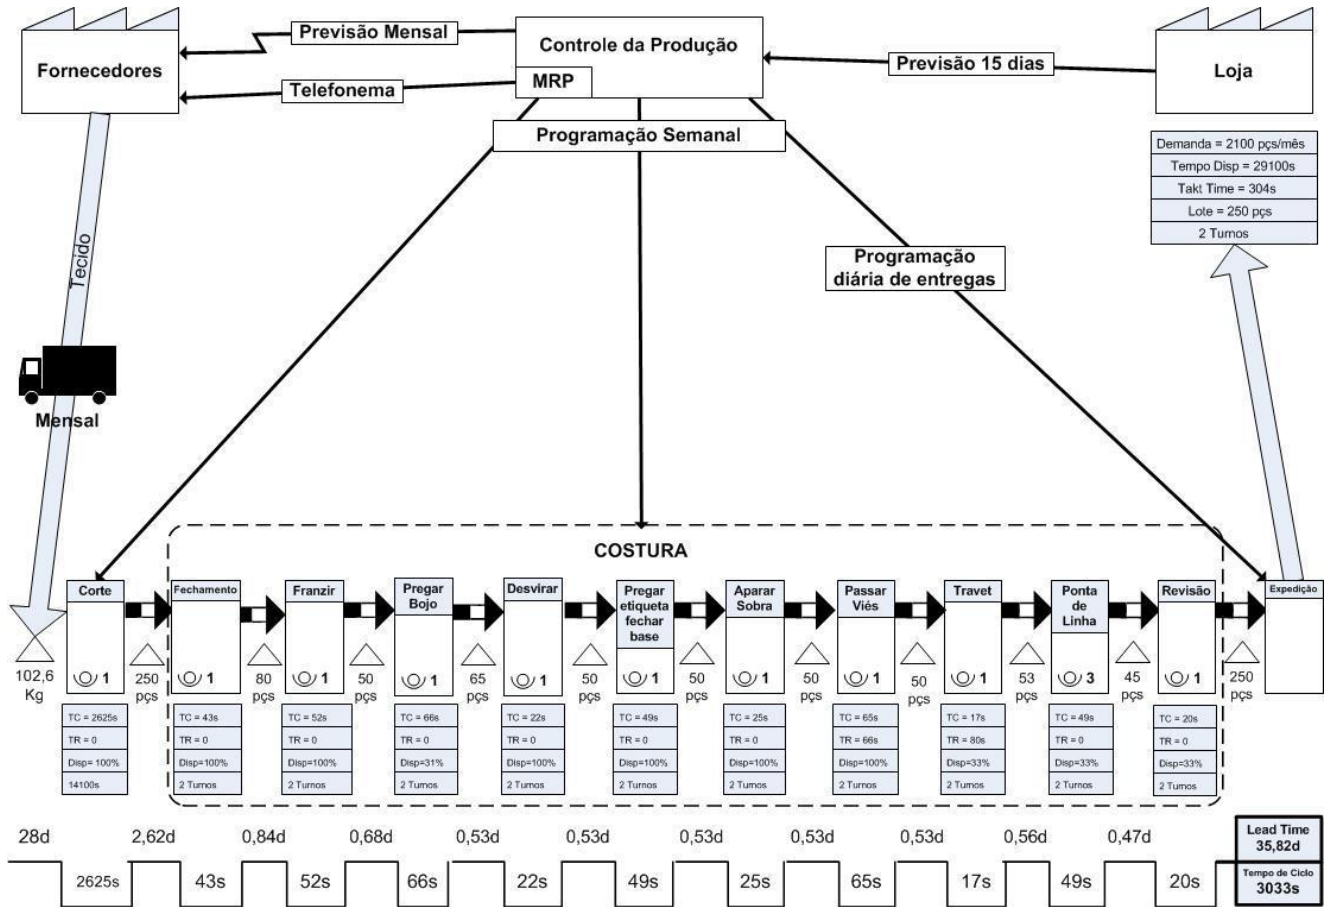 Fornecedores
Previsão Mensal
Telefonema
Controle da Produção
MRP
Previsão 15 dias
Loja
Programação Semanal
Demanda = 2100 pçs/mês
Tempo Disp = 29100s
Takt Time = 304s
Lote = 250 pçs
2 Turnos
Programação
diária de entregas
Tecido
Mensal
COSTURA
Corte
Fechamento
Franzir
Pregar
Bojo
Desvirar
Pregar
etiqueta
fechar
base
Aparar
Sobra
Passar
Viés
Travet
Ponta
de
Linha
Revisão
Expedição
1
1
1
1
1
1
1
1
1
3
1
102,6
Kg
250
pçs
80
pçs
50
pçs
65
pçs
50
pçs
50
pçs
50
pçs
50
pçs
53
pçs
45
pçs
250
pçs
TC = 2625s
TR = 0
Disp= 100%
14100s
TC = 43s
TR = 0
Disp=100%
2 Turnos
TC = 52s
TR = 0
Disp=100%
2 Turnos
TC = 66s
TR = 0
Disp=31%
2 Turnos
TC = 22s
TR = 0
Disp=100%
2 Turnos
TC = 49s
TR = 0
Disp=100%
2 Turnos
TC = 25s
TR = 0
Disp=100%
2 Turnos
TC = 65s
TR = 66s
Disp=100%
2 Turnos
TC = 17s
TR = 80s
Disp=33%
2 Turnos
TC = 49s
TR = 0
Disp=33%
2 Turnos
TC = 20s
TR = 0
Disp=33%
2 Turnos
28d
2,62d
0,84d
0,68d
0,53d
0,53d
0,53d
0,53d
0,53d
0,56d
0,47d
Lead Time
35,82d
2625s
43s
52s
66s
22s
49s
25s
65s
17s
49s
20s
Tempo de Ciclo
3033s